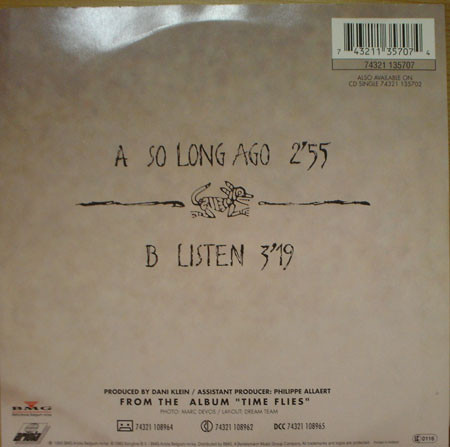 7 43211 35707 4
74321 135707
ALSO AVAILABLE ON
CD SINGLE 74321 135702
A SO LONG AGO 2'55
B LISTEN 3'19
PRODUCED BY DANI KLEIN / ASSISTANT PRODUCER: PHILIPPE ALLAERT
FROM THE ALBUM "TIME FLIES"
PHOTO: MARC DEVOS / LAYOUT: DREAM TEAM
BMG
74321 108964 74321 108962 DCC 74321 108965